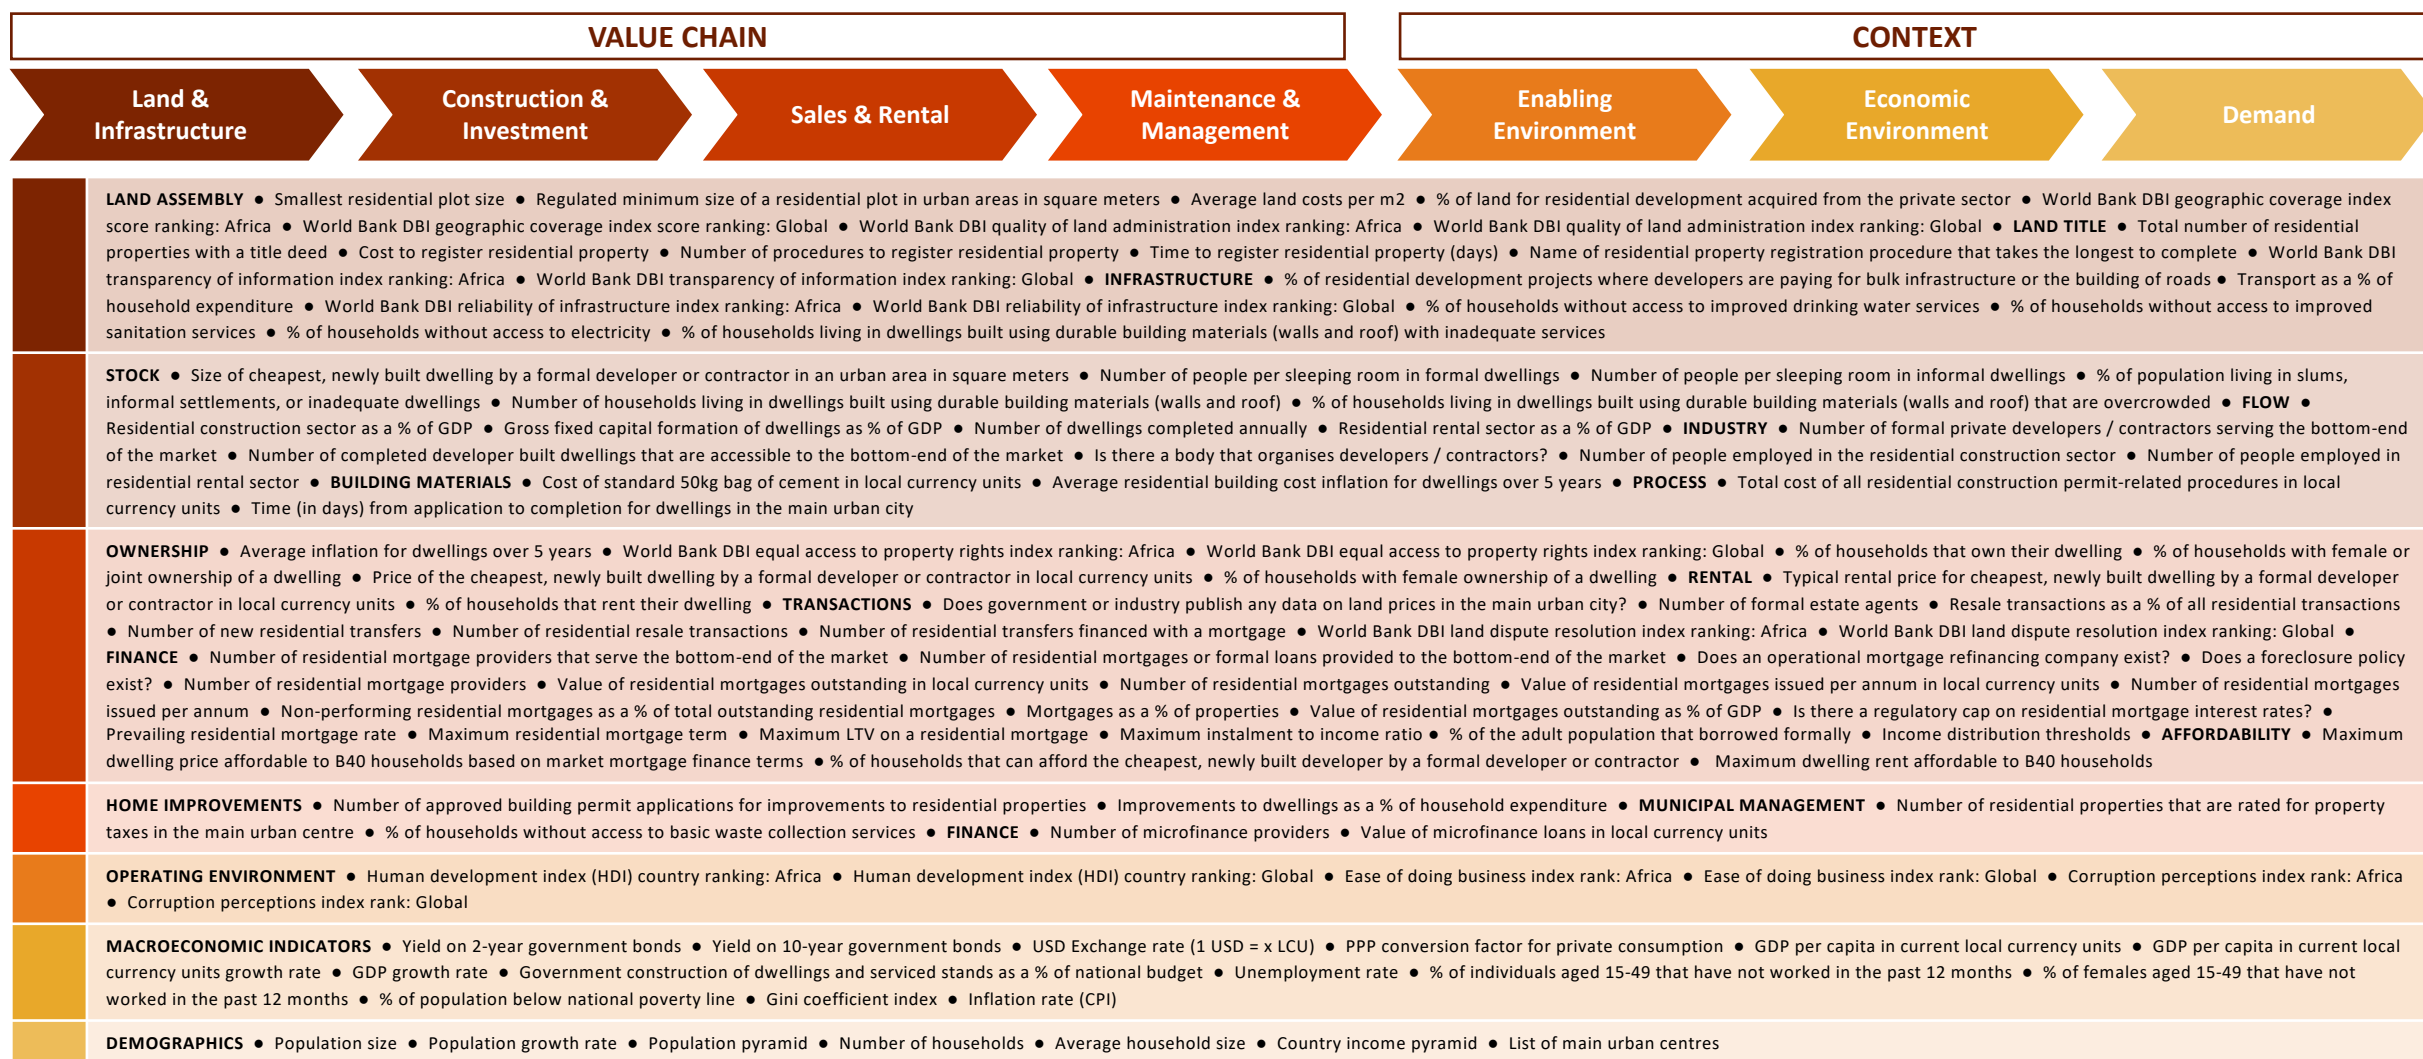 VALUE CHAIN
CONTEXT
Land &
Infrastructure
Construction &
Investment
Sales & Rental
Maintenance &
Management
Enabling
Environment
Economic
Environment
Demand
LAND ASSEMBLY ● Smallest residential plot size ● Regulated minimum size of a residential plot in urban areas in square meters ● Average land costs per m2 ● % of land for residential development acquired from the private sector ● World Bank DBI geographic coverage index
score ranking: Africa ● World Bank DBI geographic coverage index score ranking: Global ● World Bank DBI quality of land administration index ranking: Africa ● World Bank DBI quality of land administration index ranking: Global ● LAND TITLE ● Total number of residential
properties with a title deed ● Cost to register residential property ● Number of procedures to register residential property ● Time to register residential property (days) ● Name of residential property registration procedure that takes the longest to complete ● World Bank DBI
transparency of information index ranking: Africa ● World Bank DBI transparency of information index ranking: Global ● INFRASTRUCTURE ● % of residential development projects where developers are paying for bulk infrastructure or the building of roads ● Transport as a % of
household expenditure ● World Bank DBI reliability of infrastructure index ranking: Africa ● World Bank DBI reliability of infrastructure index ranking: Global ● % of households without access to improved drinking water services ● % of households without access to improved
sanitation services ● % of households without access to electricity ● % of households living in dwellings built using durable building materials (walls and roof) with inadequate services
STOCK ● Size of cheapest, newly built dwelling by a formal developer or contractor in an urban area in square meters ● Number of people per sleeping room in formal dwellings ● Number of people per sleeping room in informal dwellings ● % of population living in slums,
informal settlements, or inadequate dwellings ● Number of households living in dwellings built using durable building materials (walls and roof) ● % of households living in dwellings built using durable building materials (walls and roof) that are overcrowded ● FLOW ●
Residential construction sector as a % of GDP ● Gross fixed capital formation of dwellings as % of GDP ● Number of dwellings completed annually ● Residential rental sector as a % of GDP ● INDUSTRY ● Number of formal private developers / contractors serving the bottom-end
of the market ● Number of completed developer built dwellings that are accessible to the bottom-end of the market ● Is there a body that organises developers / contractors? ● Number of people employed in the residential construction sector ● Number of people employed in
residential rental sector ● BUILDING MATERIALS ● Cost of standard 50kg bag of cement in local currency units ● Average residential building cost inflation for dwellings over 5 years ● PROCESS ● Total cost of all residential construction permit-related procedures in local
currency units ● Time (in days) from application to completion for dwellings in the main urban city
OWNERSHIP ● Average inflation for dwellings over 5 years ● World Bank DBI equal access to property rights index ranking: Africa ● World Bank DBI equal access to property rights index ranking: Global ● % of households that own their dwelling ● % of households with female or
joint ownership of a dwelling ● Price of the cheapest, newly built dwelling by a formal developer or contractor in local currency units ● % of households with female ownership of a dwelling ● RENTAL ● Typical rental price for cheapest, newly built dwelling by a formal developer
or contractor in local currency units ● % of households that rent their dwelling ● TRANSACTIONS ● Does government or industry publish any data on land prices in the main urban city? ● Number of formal estate agents ● Resale transactions as a % of all residential transactions
● Number of new residential transfers ● Number of residential resale transactions ● Number of residential transfers financed with a mortgage ● World Bank DBI land dispute resolution index ranking: Africa ● World Bank DBI land dispute resolution index ranking: Global ●
FINANCE ● Number of residential mortgage providers that serve the bottom-end of the market ● Number of residential mortgages or formal loans provided to the bottom-end of the market ● Does an operational mortgage refinancing company exist? ● Does a foreclosure policy
exist? ● Number of residential mortgage providers ● Value of residential mortgages outstanding in local currency units ● Number of residential mortgages outstanding ● Value of residential mortgages issued per annum in local currency units ● Number of residential mortgages
issued per annum ● Non-performing residential mortgages as a % of total outstanding residential mortgages ● Mortgages as a % of properties ● Value of residential mortgages outstanding as % of GDP ● Is there a regulatory cap on residential mortgage interest rates? ●
Prevailing residential mortgage rate ● Maximum residential mortgage term ● Maximum LTV on a residential mortgage ● Maximum instalment to income ratio ● % of the adult population that borrowed formally ● Income distribution thresholds ● AFFORDABILITY ● Maximum
dwelling price affordable to B40 households based on market mortgage finance terms ● % of households that can afford the cheapest, newly built developer by a formal developer or contractor ● Maximum dwelling rent affordable to B40 households
HOME IMPROVEMENTS ● Number of approved building permit applications for improvements to residential properties ● Improvements to dwellings as a % of household expenditure ● MUNICIPAL MANAGEMENT ● Number of residential properties that are rated for property
taxes in the main urban centre ● % of households without access to basic waste collection services ● FINANCE ● Number of microfinance providers ● Value of microfinance loans in local currency units
OPERATING ENVIRONMENT ● Human development index (HDI) country ranking: Africa ● Human development index (HDI) country ranking: Global ● Ease of doing business index rank: Africa ● Ease of doing business index rank: Global ● Corruption perceptions index rank: Africa
● Corruption perceptions index rank: Global
MACROECONOMIC INDICATORS ● Yield on 2-year government bonds ● Yield on 10-year government bonds ● USD Exchange rate (1 USD = x LCU) ● PPP conversion factor for private consumption ● GDP per capita in current local currency units ● GDP per capita in current local
currency units growth rate ● GDP growth rate ● Government construction of dwellings and serviced stands as a % of national budget ● Unemployment rate ● % of individuals aged 15-49 that have not worked in the past 12 months ● % of females aged 15-49 that have not
worked in the past 12 months ● % of population below national poverty line ● Gini coefficient index ● Inflation rate (CPI)
DEMOGRAPHICS ● Population size ● Population growth rate ● Population pyramid ● Number of households ● Average household size ● Country income pyramid ● List of main urban centres